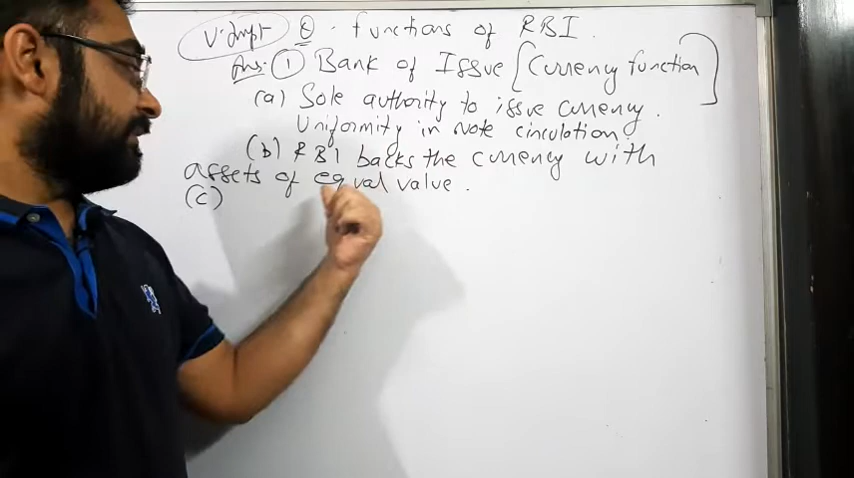 V. Impt Q. functions of RBI.
Ans: (1) Bank of Issue [Currency function]
(a) Sole authority to issue currency.
Uniformity in Note circulation.
(b) RBI backs the currency with
assets of equal value.
(c)